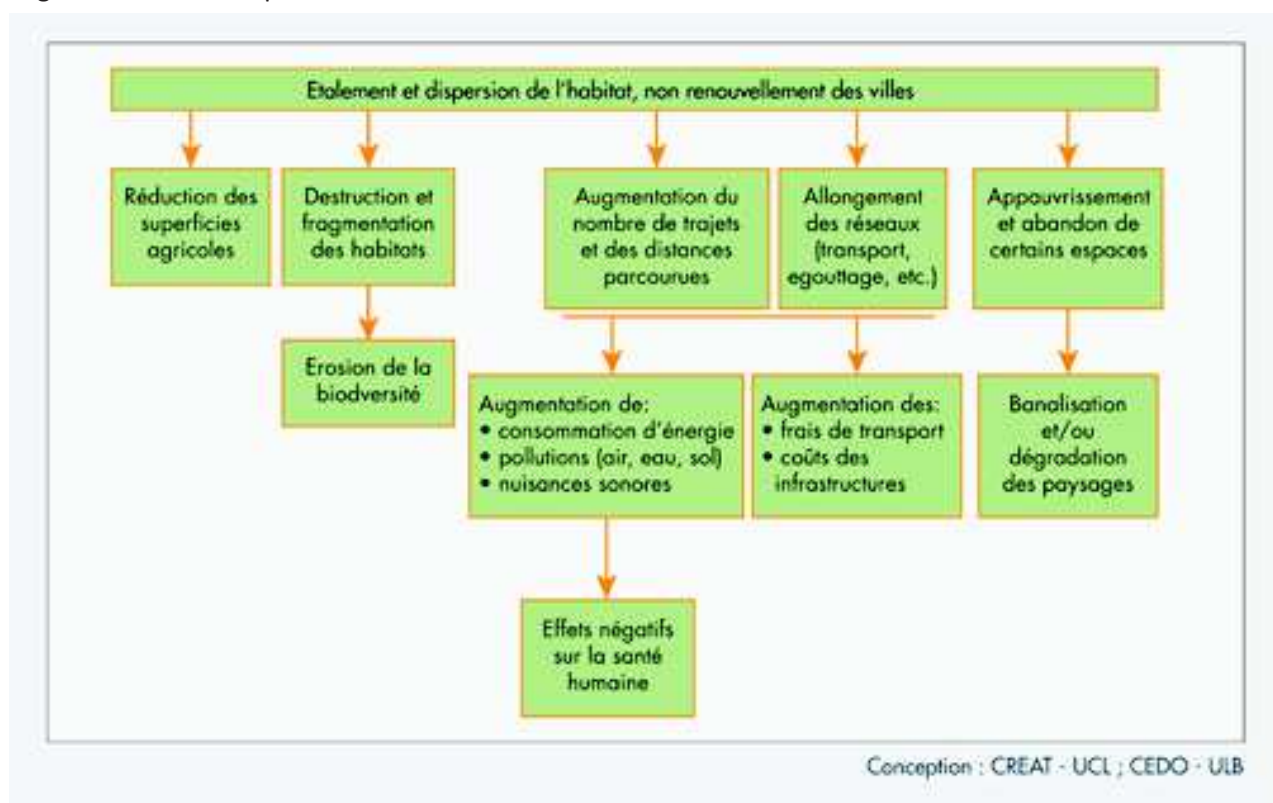 Etalement et dispersion de l'habitat, non renouvellement des villes
Réduction des
superficies
agricoles
Destruction et
fragmentation
des habitats
Augmentation du
nombre de trajets
et des distances
parcourues
Allongement
des réseaux
(transport,
egouttage, etc.)
Appauvrissement
et abandon de
certains espaces
Erosion de la
biodiversité
Augmentation de:
• consommation d'énergie
• pollutions (air, eau, sol)
• nuisances sonores
Augmentation des:
• frais de transport
• coûts des
infrastructures
Banalisation
et/ou
dégradation
des paysages
Effets négatifs
sur la santé
humaine
Conception : CREAT - UCL ; CEDO - ULB